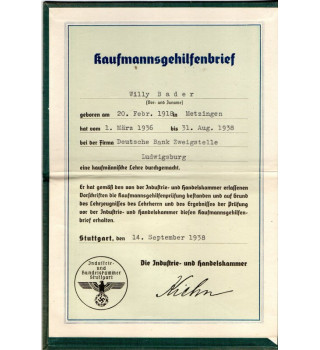 Kaufmannsgehilfenbrief
Willy Bader
(Vor- und Zuname)
geboren am 20. Febr. 1918 in Metzingen
hat vom 1. März 1936 bis 31. Aug. 1938
bei der Firma Deutsche Bank Zweigstelle
Ludwigsburg
eine kaufmännische Lehre durchgemacht.
Er hat gemäß den von der Industrie- und Handelskammer erlassenen
Vorschriften die Kaufmannsgehilfenprüfung bestanden und auf Grund
des Lehrzeugnisses des Lehrherrn und des Ergebnisses der Prüfung
vor der Industrie- und Handelskammer diesen Kaufmannsgehilfen-
brief erhalten.
Stuttgart, den 14. September 1938
Die Industrie- und Handelskammer
Industrie-
und
Handelskammer
Stuttgart
Kiehn